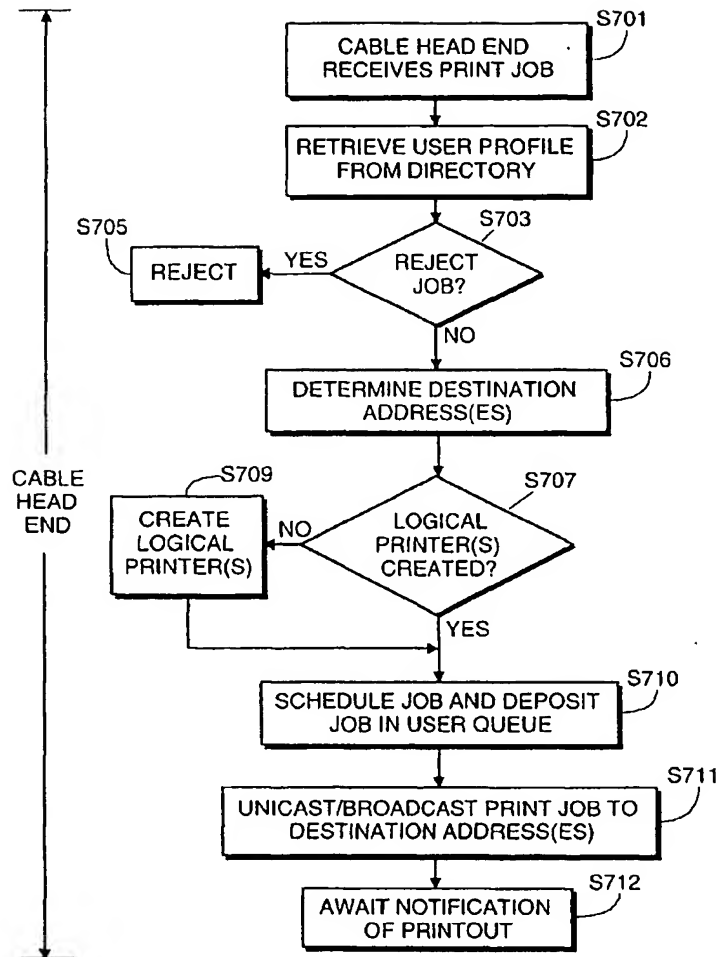 S701
CABLE HEAD END
RECEIVES PRINT JOB
S702
RETRIEVE USER PROFILE
FROM DIRECTORY
S703
REJECT
JOB?
YES
S705
REJECT
NO
S706
DETERMINE DESTINATION
ADDRESS(ES)
CABLE
HEAD
END
S707
LOGICAL
PRINTER(S)
CREATED?
NO
S709
CREATE
LOGICAL
PRINTER(S)
YES
S710
SCHEDULE JOB AND DEPOSIT
JOB IN USER QUEUE
S711
UNICAST/BROADCAST PRINT JOB TO
DESTINATION ADDRESS(ES)
S712
AWAIT NOTIFICATION
OF PRINTOUT